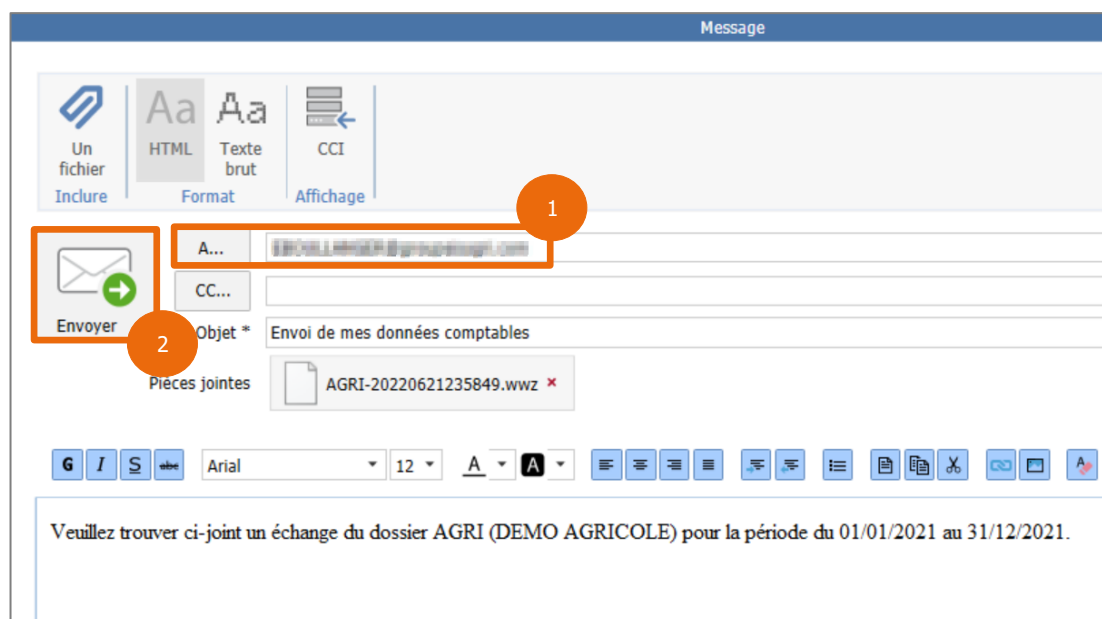 Message
Aa Aa
Un fichier
HTML
Texte brut
CCI
Inclure
Format
Affichage
1
A...
CC...
Envoyer
2
Objet * Envoi de mes données comptables
Pièces jointes AGRI-20220621235849.wwz ×
G I S abc Arial 12 A A
Veuillez trouver ci-joint un échange du dossier AGRI (DEMO AGRICOLE) pour la période du 01/01/2021 au 31/12/2021.